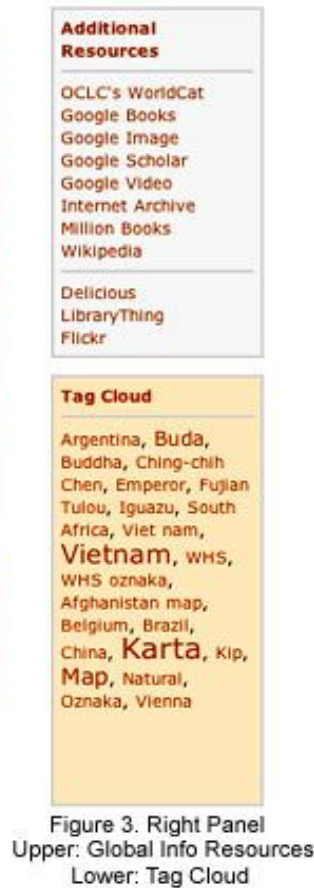 Additional
Resources
OCLC's WorldCat
Google Books
Google Image
Google Scholar
Google Video
Internet Archive
Million Books
Wikipedia
Delicious
LibraryThing
Flickr
Tag Cloud
Argentina, Buda,
Buddha, Ching-chih
Chen, Emperor, Fujian
Tulou, Iguazu, South
Africa, Viet nam,
Vietnam, WHS,
WHS oznaka,
Afghanistan map,
Belgium, Brazil,
China, Karta, Kip,
Map, Natural,
Oznaka, Vienna
Figure 3. Right Panel
Upper: Global Info Resources
Lower: Tag Cloud